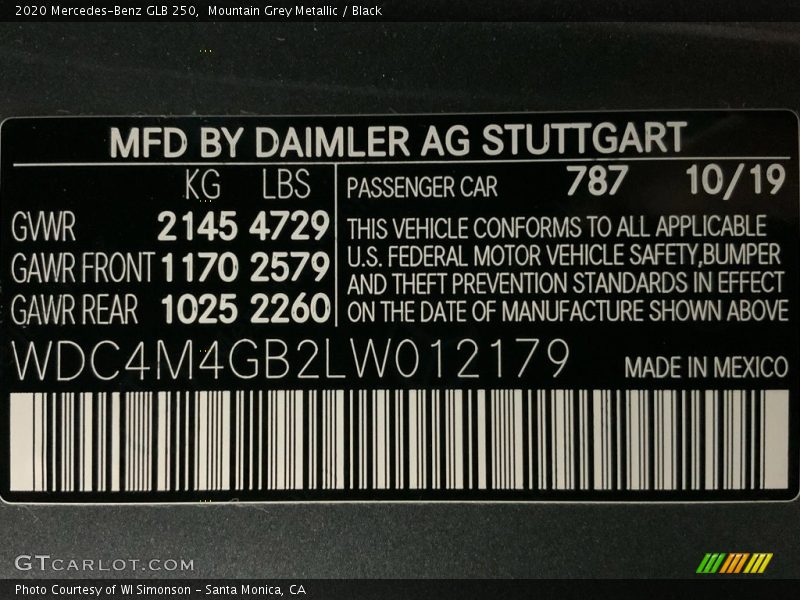 2020 Mercedes-Benz GLB 250,  Mountain Grey Metallic / Black
MFD BY DAIMLER AG STUTTGART
KG LBS
GVWR 2145 4729
GAWR FRONT 1170 2579
GAWR REAR 1025 2260
PASSENGER CAR 787 10/19
THIS VEHICLE CONFORMS TO ALL APPLICABLE
U.S. FEDERAL MOTOR VEHICLE SAFETY,BUMPER
AND THEFT PREVENTION STANDARDS IN EFFECT
ON THE DATE OF MANUFACTURE SHOWN ABOVE
WDC4M4GB2LW012179
MADE IN MEXICO
GTCARLOT.COM
Photo Courtesy of WI Simonson - Santa Monica, CA